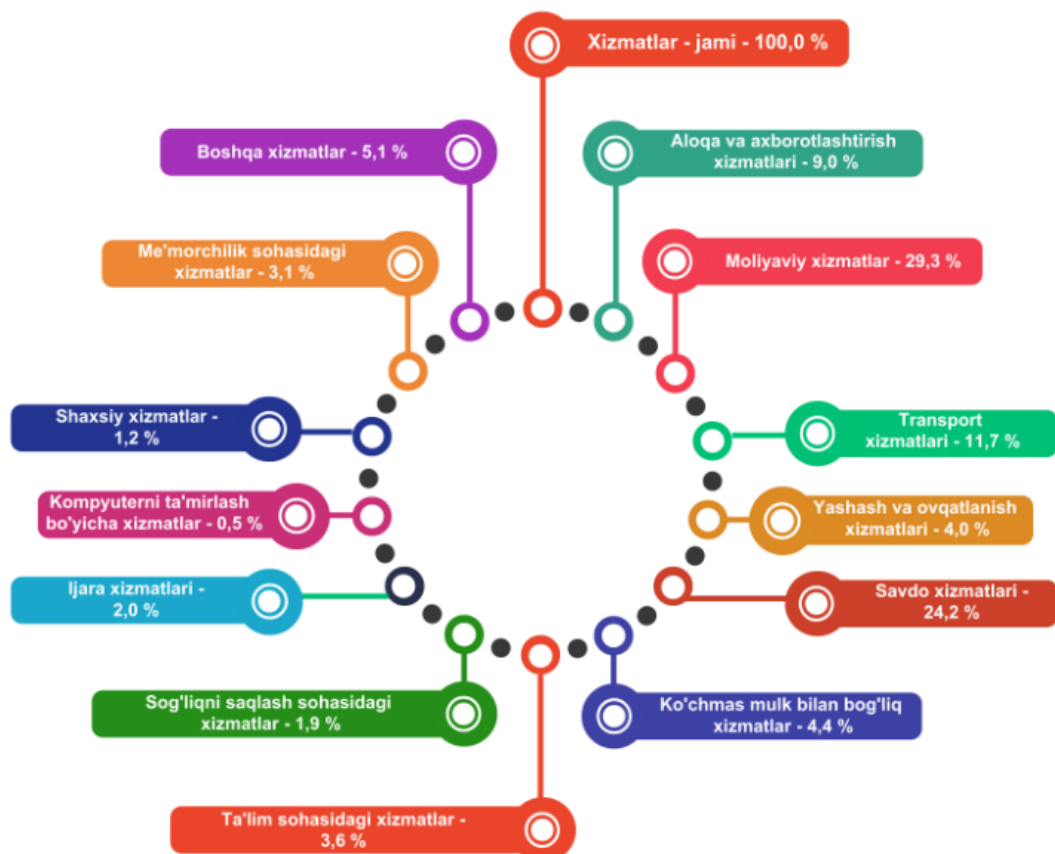 Xizmatlar - jami - 100,0 %
Boshqa xizmatlar - 5,1 %
Aloqa va axborotlashtirish
xizmatlari - 9,0 %
Me'morchilik sohasidagi
xizmatlar - 3,1 %
Moliyaviy xizmatlar - 29,3 %
Shaxsiy xizmatlar -
1,2 %
Transport
xizmatlari - 11,7 %
Kompyuterni ta'mirlash
bo'yicha xizmatlar - 0,5 %
Yashash va ovqatlanish
xizmatlari - 4,0 %
Ijara xizmatlari -
2,0 %
Savdo xizmatlari -
24,2 %
Sog'liqni saqlash sohasidagi
xizmatlar - 1,9 %
Ko'chmas mulk bilan bog'liq
xizmatlar - 4,4 %
Ta'lim sohasidagi xizmatlar -
3,6 %